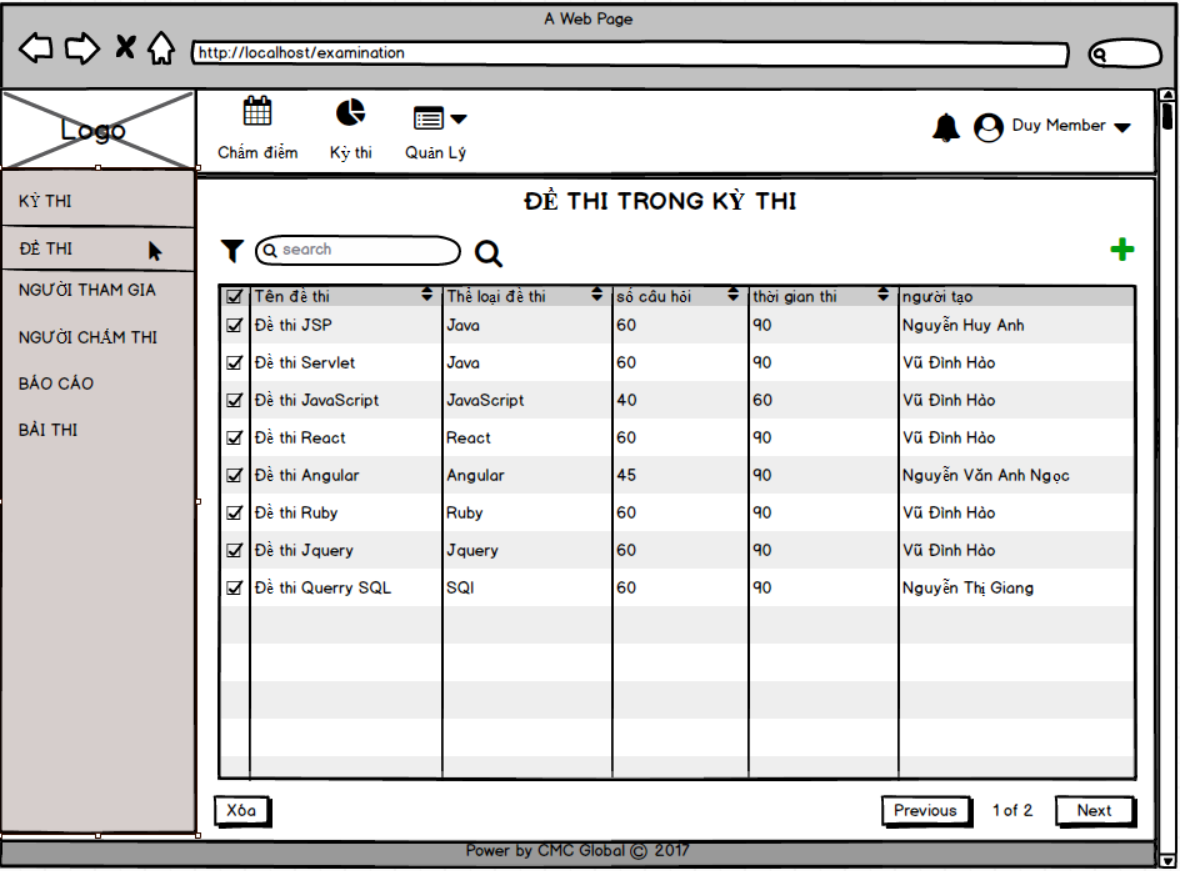 A Web Page
http://localhost/examination
Logo
Chấm điểm Kỳ thi Quản Lý
Duy Member
KỲ THI
ĐỀ THI
NGƯỜI THAM GIA
NGƯỜI CHẤM THI
BÁO CÁO
BÀI THI
ĐỀ THI TRONG KỲ THI
search
Tên đề thi Thể loại đề thi số câu hỏi thời gian thi người tạo
Đề thi JSP Java 60 90 Nguyễn Huy Anh
Đề thi Servlet Java 60 90 Vũ Đình Hảo
Đề thi JavaScript JavaScript 40 60 Vũ Đình Hảo
Đề thi React React 60 90 Vũ Đình Hảo
Đề thi Angular Angular 45 90 Nguyễn Văn Anh Ngọc
Đề thi Ruby Ruby 60 90 Vũ Đình Hảo
Đề thi Jquery Jquery 60 90 Vũ Đình Hảo
Đề thi Querry SQL SQl 60 90 Nguyễn Thị Giang
Xóa
Previous 1 of 2 Next
Power by CMC Global © 2017